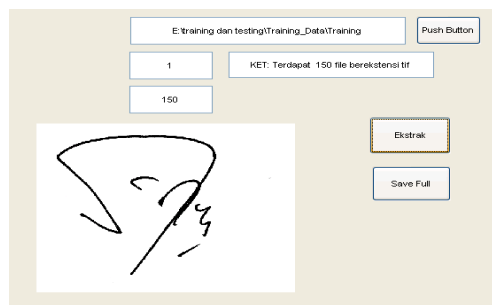 E:\training dan testing\Training_Data\Training
Push Button
1
KET: Terdapat 150 file berekstensi tif
150
Ekstrak
Save Full